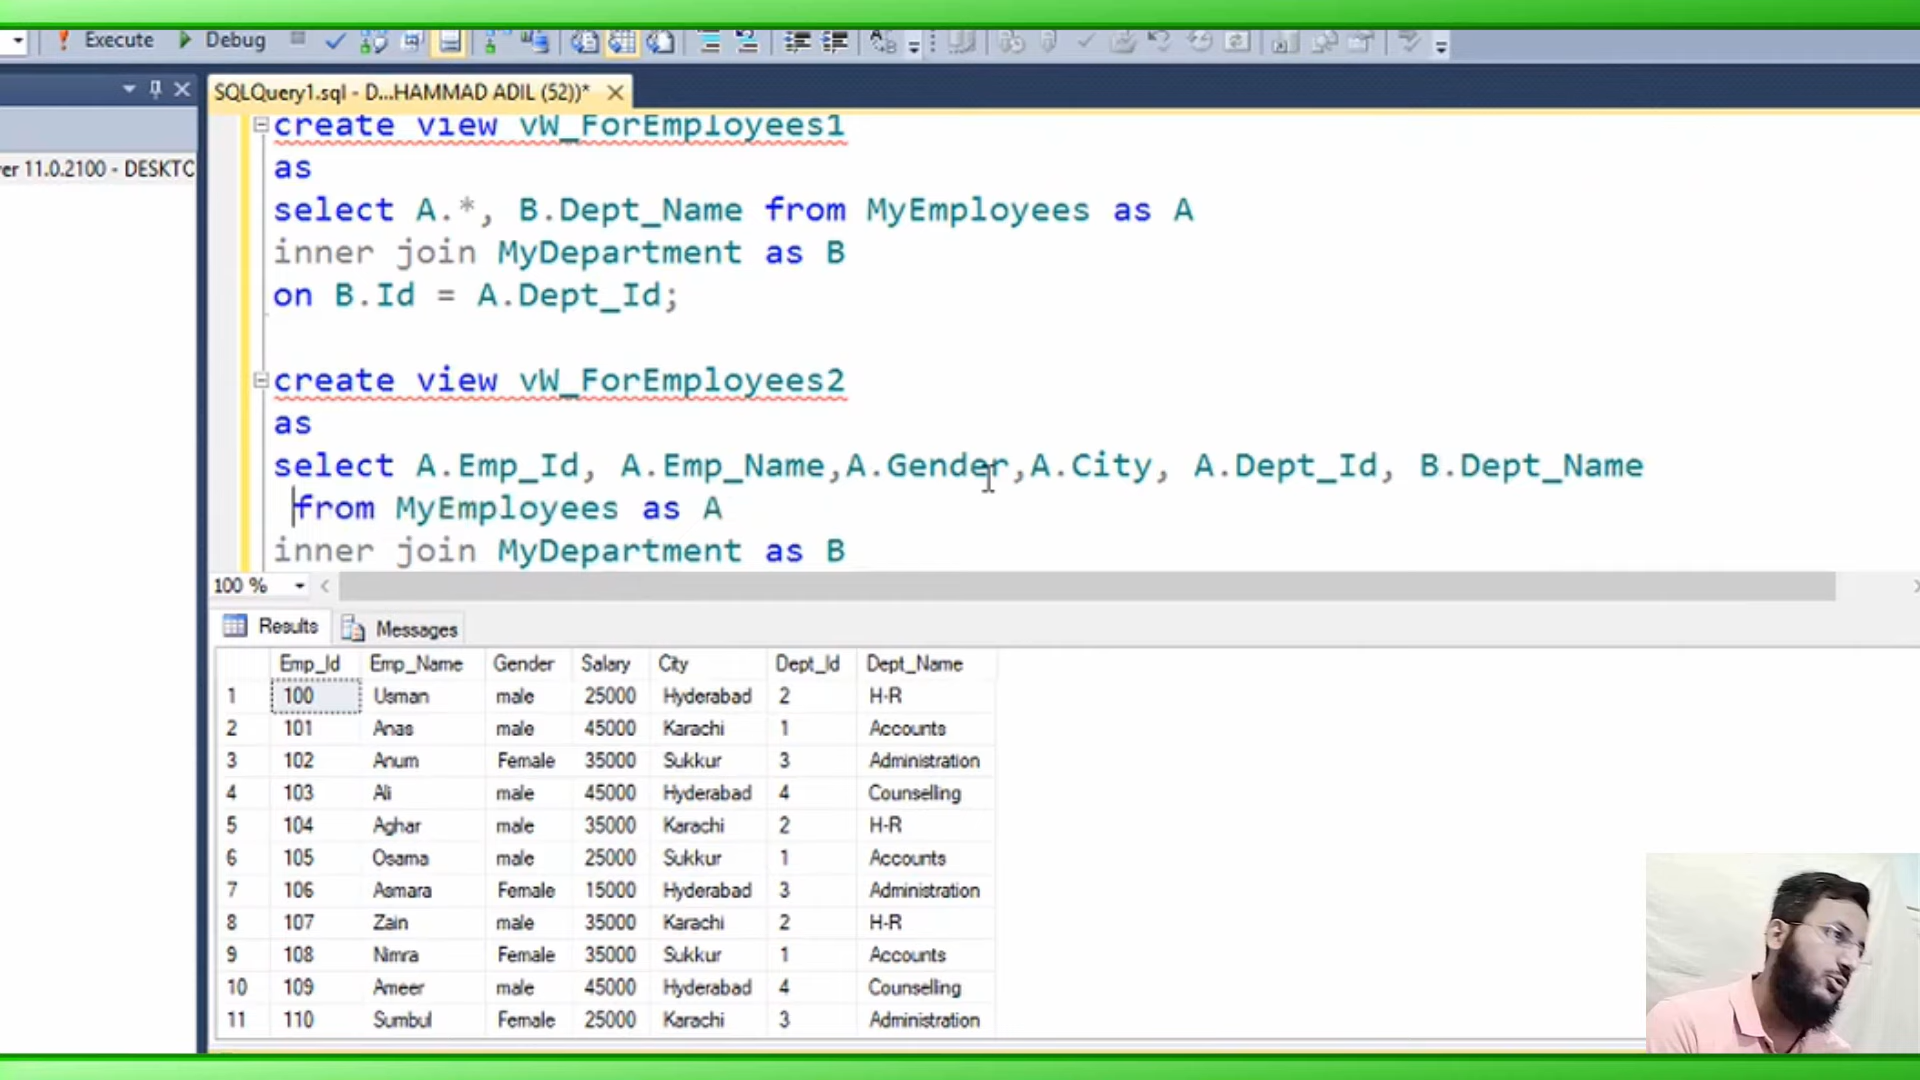 Execute Debug
SQLQuery1.sql - D...HAMMAD ADIL (52))*
ver 11.0.2100 - DESKTO
create view vW_ForEmployees1
as
select A.*, B.Dept_Name from MyEmployees as A
inner join MyDepartment as B
on B.Id = A.Dept_Id;
create view vW_ForEmployees2
as
select A.Emp_Id, A.Emp_Name,A.Gender,A.City, A.Dept_Id, B.Dept_Name
from MyEmployees as A
inner join MyDepartment as B
100 %
Results Messages
Emp_Id Emp_Name Gender Salary City Dept_Id Dept_Name
1 100 Usman male 25000 Hyderabad 2 H-R
2 101 Anas male 45000 Karachi 1 Accounts
3 102 Anum Female 35000 Sukkur 3 Administration
4 103 Ali male 45000 Hyderabad 4 Counselling
5 104 Aghar male 35000 Karachi 2 H-R
6 105 Osama male 25000 Sukkur 1 Accounts
7 106 Asmara Female 15000 Hyderabad 3 Administration
8 107 Zain male 35000 Karachi 2 H-R
9 108 Nimra Female 35000 Sukkur 1 Accounts
10 109 Ameer male 45000 Hyderabad 4 Counselling
11 110 Sumbul Female 25000 Karachi 3 Administration